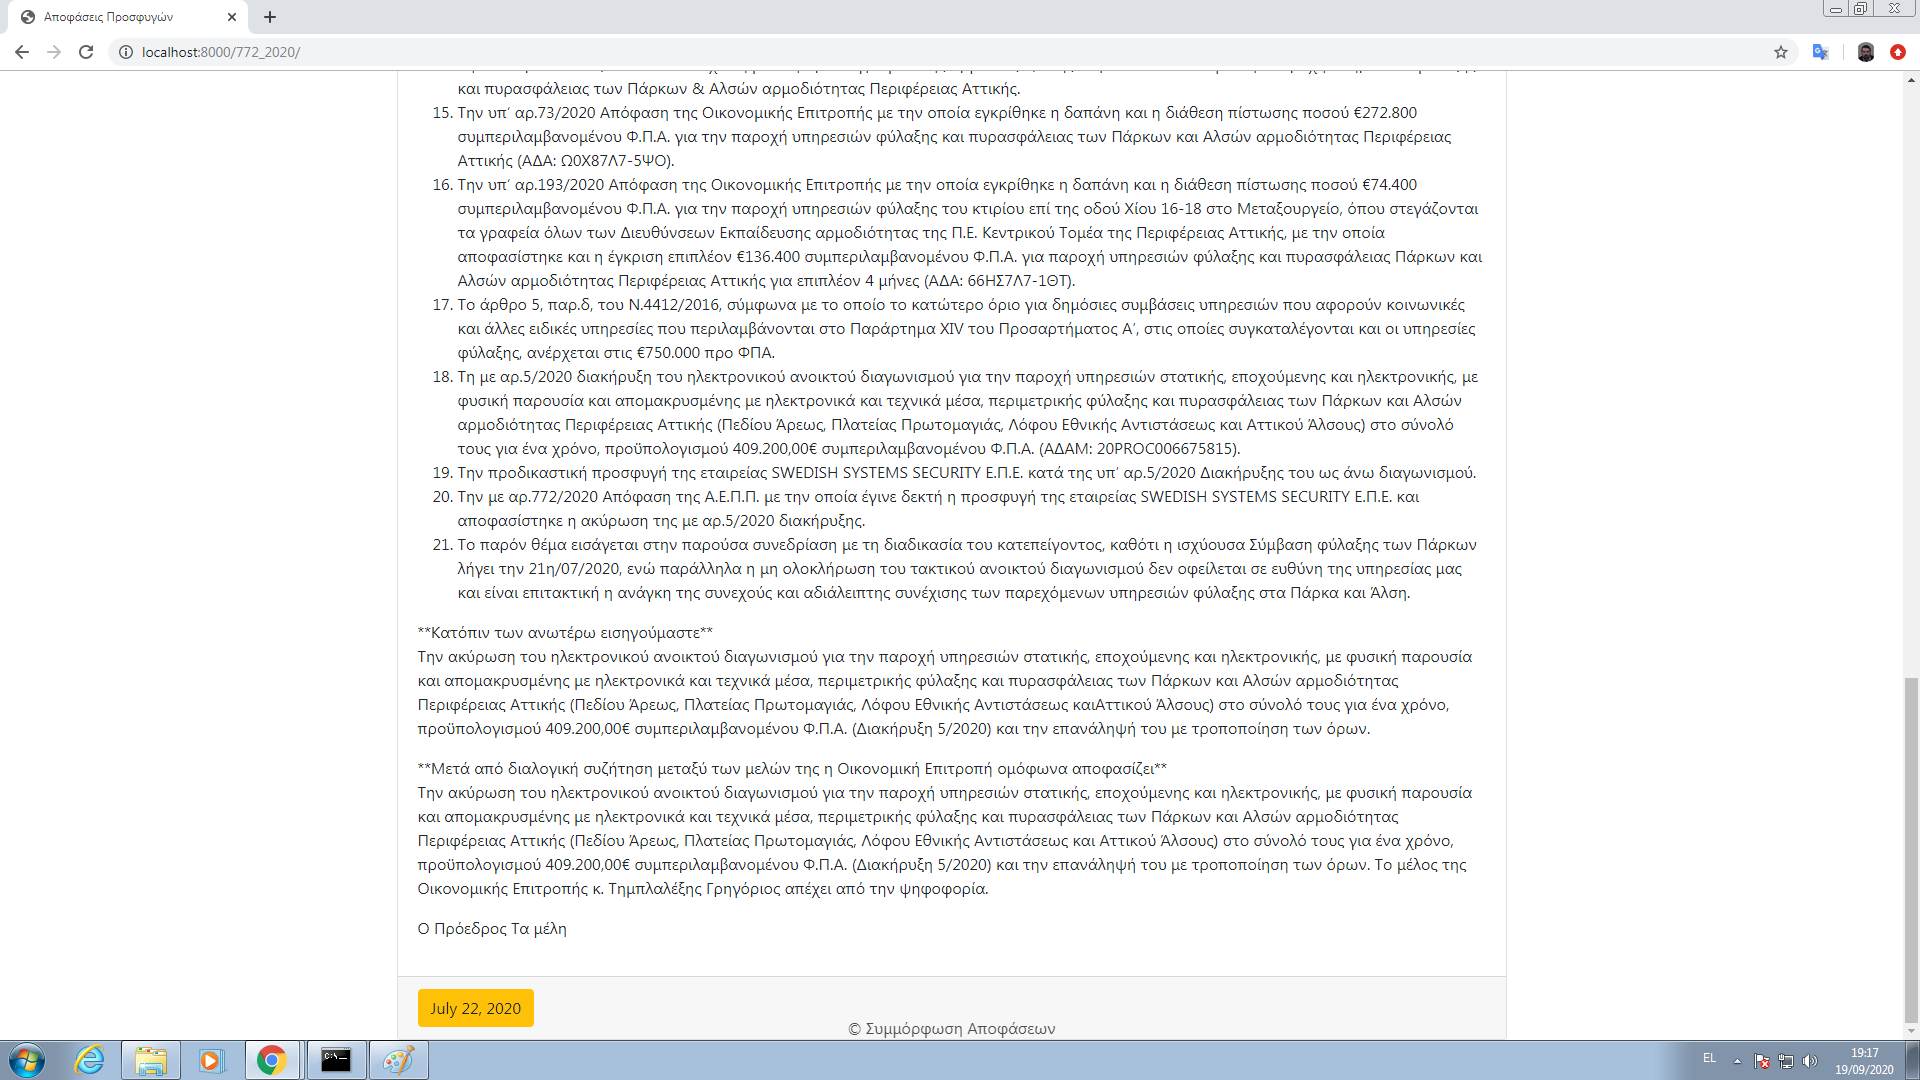 Αποφάσεις Προσφυγών
localhost:8000/772_2020/
και πυρασφάλειας των Πάρκων & Αλσών αρμοδιότητας Περιφέρειας Αττικής.
15. Την υπ΄ αρ.73/2020 Απόφαση της Οικονομικής Επιτροπής με την οποία εγκρίθηκε η δαπάνη και η διάθεση πίστωσης ποσού €272.800
συμπεριλαμβανομένου Φ.Π.Α. για την παροχή υπηρεσιών φύλαξης και πυρασφάλειας των Πάρκων και Αλσών αρμοδιότητας Περιφέρειας
Αττικής (ΑΔΑ: Ω0Χ87Λ7-5ΨΟ).
16. Την υπ΄ αρ.193/2020 Απόφαση της Οικονομικής Επιτροπής με την οποία εγκρίθηκε η δαπάνη και η διάθεση πίστωσης ποσού €74.400
συμπεριλαμβανομένου Φ.Π.Α. για την παροχή υπηρεσιών φύλαξης του κτιρίου επί της οδού Χίου 16-18 στο Μεταξουργείο, όπου στεγάζονται
τα γραφεία όλων των Διευθύνσεων Εκπαίδευσης αρμοδιότητας της Π.Ε. Κεντρικού Τομέα της Περιφέρειας Αττικής, με την οποία
αποφασίστηκε και η έγκριση επιπλέον €136.400 συμπεριλαμβανομένου Φ.Π.Α. για παροχή υπηρεσιών φύλαξης και πυρασφάλειας Πάρκων και
Αλσών αρμοδιότητας Περιφέρειας Αττικής για επιπλέον 4 μήνες (ΑΔΑ: 66ΗΣ7Λ7-1ΘΤ).
17. Το άρθρο 5, παρ.δ, του Ν.4412/2016, σύμφωνα με το οποίο το κατώτερο όριο για δημόσιες συμβάσεις υπηρεσιών που αφορούν κοινωνικές
και άλλες ειδικές υπηρεσίες που περιλαμβάνονται στο Παράρτημα XIV του Προσαρτήματος Α’, στις οποίες συγκαταλέγονται και οι υπηρεσίες
φύλαξης, ανέρχεται στις €750.000 προ ΦΠΑ.
18. Τη με αρ.5/2020 διακήρυξη του ηλεκτρονικού ανοικτού διαγωνισμού για την παροχή υπηρεσιών στατικής, εποχούμενης και ηλεκτρονικής, με
φυσική παρουσία και απομακρυσμένης με ηλεκτρονικά και τεχνικά μέσα, περιμετρικής φύλαξης και πυρασφάλειας των Πάρκων και Αλσών
αρμοδιότητας Περιφέρειας Αττικής (Πεδίου Άρεως, Πλατείας Πρωτομαγιάς, Λόφου Εθνικής Αντιστάσεως και Αττικού Άλσους) στο σύνολό
τους για ένα χρόνο, προϋπολογισμού 409.200,00€ συμπεριλαμβανομένου Φ.Π.Α. (ΑΔΑΜ: 20PROC006675815).
19. Την προδικαστική προσφυγή της εταιρείας SWEDISH SYSTEMS SECURITY Ε.Π.Ε. κατά της υπ’ αρ.5/2020 Διακήρυξης του ως άνω διαγωνισμού.
20. Την με αρ.772/2020 Απόφαση της Α.Ε.Π.Π. με την οποία έγινε δεκτή η προσφυγή της εταιρείας SWEDISH SYSTEMS SECURITY Ε.Π.Ε. και
αποφασίστηκε η ακύρωση της με αρ.5/2020 διακήρυξης.
21. Το παρόν θέμα εισάγεται στην παρούσα συνεδρίαση με τη διαδικασία του κατεπείγοντος, καθότι η ισχύουσα Σύμβαση φύλαξης των Πάρκων
λήγει την 21η/07/2020, ενώ παράλληλα η μη ολοκλήρωση του τακτικού ανοικτού διαγωνισμού δεν οφείλεται σε ευθύνη της υπηρεσίας μας
και είναι επιτακτική η ανάγκη της συνεχούς και αδιάλειπτης συνέχισης των παρεχόμενων υπηρεσιών φύλαξης στα Πάρκα και Άλση.
**Κατόπιν των ανωτέρω εισηγούμαστε**
Την ακύρωση του ηλεκτρονικού ανοικτού διαγωνισμού για την παροχή υπηρεσιών στατικής, εποχούμενης και ηλεκτρονικής, με φυσική παρουσία
και απομακρυσμένης με ηλεκτρονικά και τεχνικά μέσα, περιμετρικής φύλαξης και πυρασφάλειας των Πάρκων και Αλσών αρμοδιότητας
Περιφέρειας Αττικής (Πεδίου Άρεως, Πλατείας Πρωτομαγιάς, Λόφου Εθνικής Αντιστάσεως καιΑττικού Άλσους) στο σύνολό τους για ένα χρόνο,
προϋπολογισμού 409.200,00€ συμπεριλαμβανομένου Φ.Π.Α. (Διακήρυξη 5/2020) και την επανάληψή του με τροποποίηση των όρων.
**Μετά από διαλογική συζήτηση μεταξύ των μελών της η Οικονομική Επιτροπή ομόφωνα αποφασίζει**
Την ακύρωση του ηλεκτρονικού ανοικτού διαγωνισμού για την παροχή υπηρεσιών στατικής, εποχούμενης και ηλεκτρονικής, με φυσική παρουσία
και απομακρυσμένης με ηλεκτρονικά και τεχνικά μέσα, περιμετρικής φύλαξης και πυρασφάλειας των Πάρκων και Αλσών αρμοδιότητας
Περιφέρειας Αττικής (Πεδίου Άρεως, Πλατείας Πρωτομαγιάς, Λόφου Εθνικής Αντιστάσεως και Αττικού Άλσους) στο σύνολό τους για ένα χρόνο,
προϋπολογισμού 409.200,00€ συμπεριλαμβανομένου Φ.Π.Α. (Διακήρυξη 5/2020) και την επανάληψή του με τροποποίηση των όρων. Το μέλος της
Οικονομικής Επιτροπής κ. Τημπλαλέξης Γρηγόριος απέχει από την ψηφοφορία.
Ο Πρόεδρος Τα μέλη
July 22, 2020
© Συμμόρφωση Αποφάσεων
EL
19:17
19/09/2020